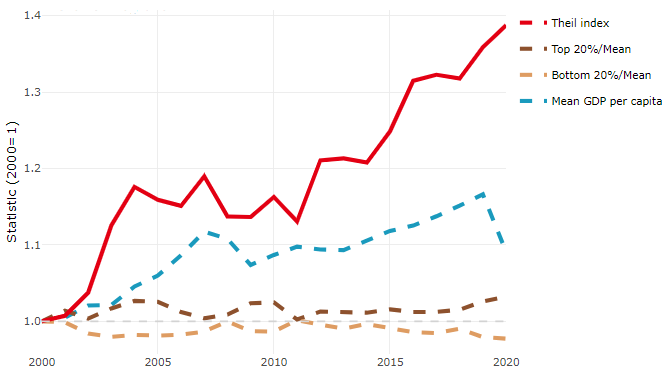 1.4
1.3
1.2
1.1
1.0
Statistic (2000= 1)
2000
2005
2010
2015
2020
Theil index
Top 20%/Mean
Bottom 20%/Mean
Mean GDP per capita